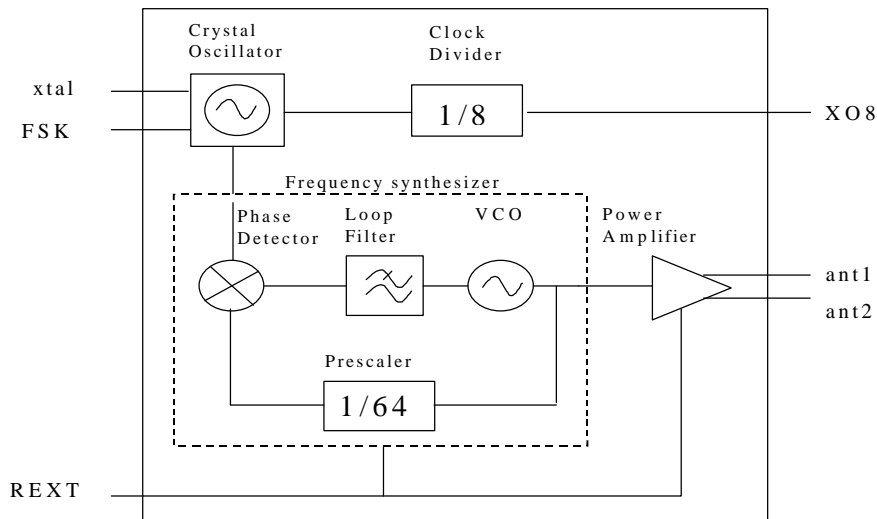 Crystal
Oscillator
Clock
Divider
xtal
FSK
1/8
XO8
Frequency synthesizer
Phase
Detector
Loop
Filter
VCO
Power
Amplifier
ant1
ant2
Prescaler
1/64
REXT